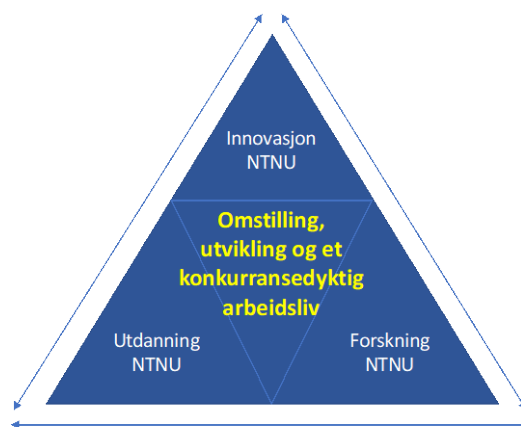 Innovasjon
NTNU
Omstilling,
utvikling og et
konkurransedyktig
arbeidsliv
Utdanning
NTNU
Forskning
NTNU